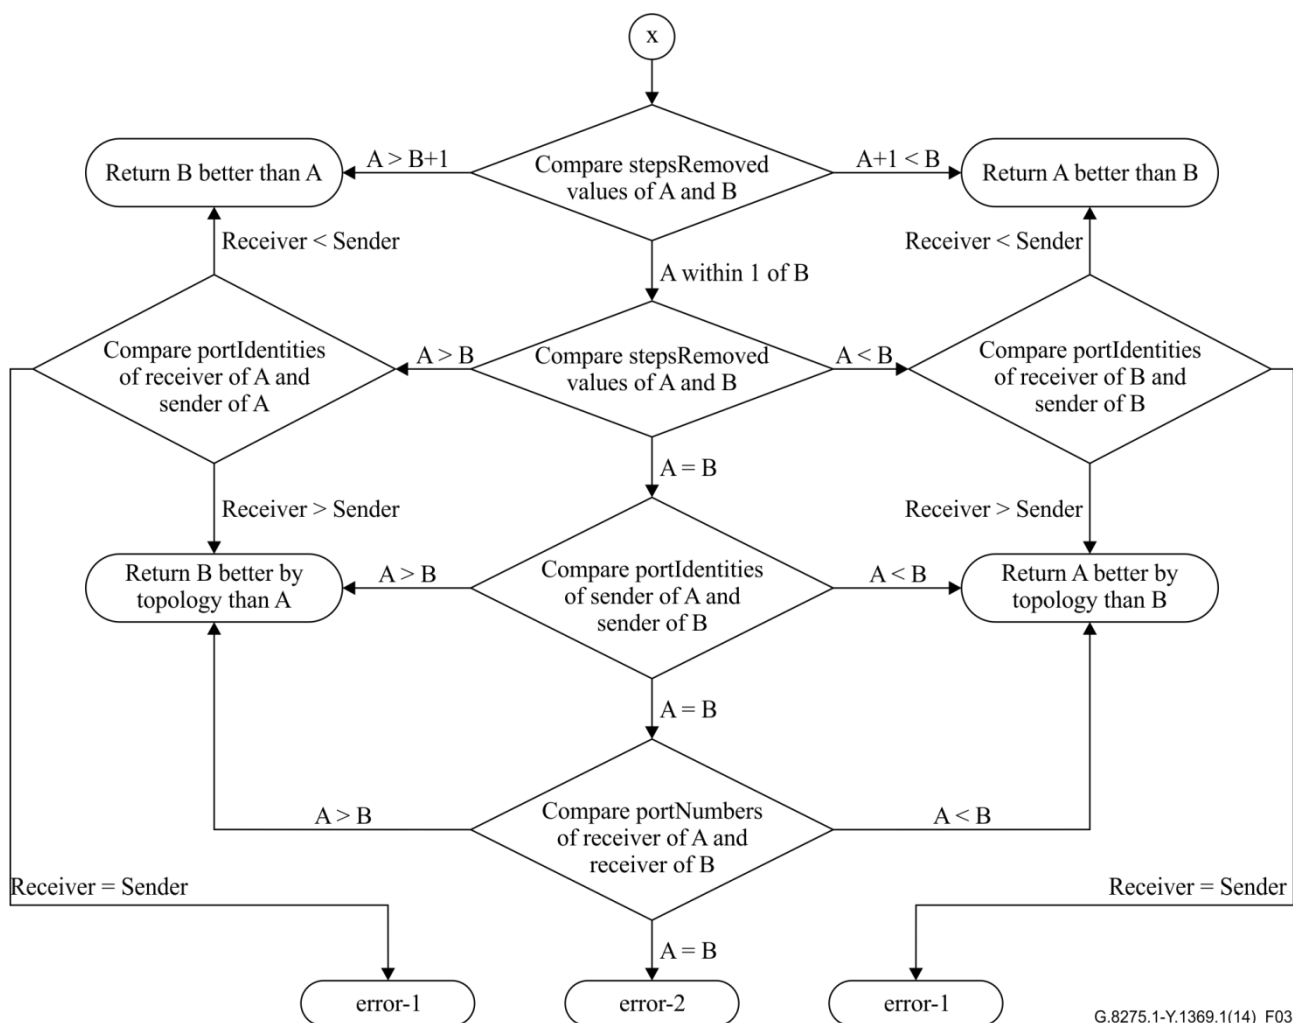 x
Return B better than A
A > B+1
Compare stepsRemoved
values of A and B
A+1 < B
Return A better than B
Receiver < Sender
A within 1 of B
Receiver < Sender
Compare portIdentities
of receiver of A and
sender of A
A > B
Compare stepsRemoved
values of A and B
A < B
Compare portIdentities
of receiver of B and
sender of B
A = B
Receiver > Sender
Receiver > Sender
Return B better by
topology than A
A > B
Compare portIdentities
of sender of A and
sender of B
A < B
Return A better by
topology than B
A = B
A > B
Compare portNumbers
of receiver of A and
receiver of B
A < B
Receiver = Sender
Receiver = Sender
A = B
error-1
error-2
error-1
G.8275.1-Y.1369.1(14)_F03